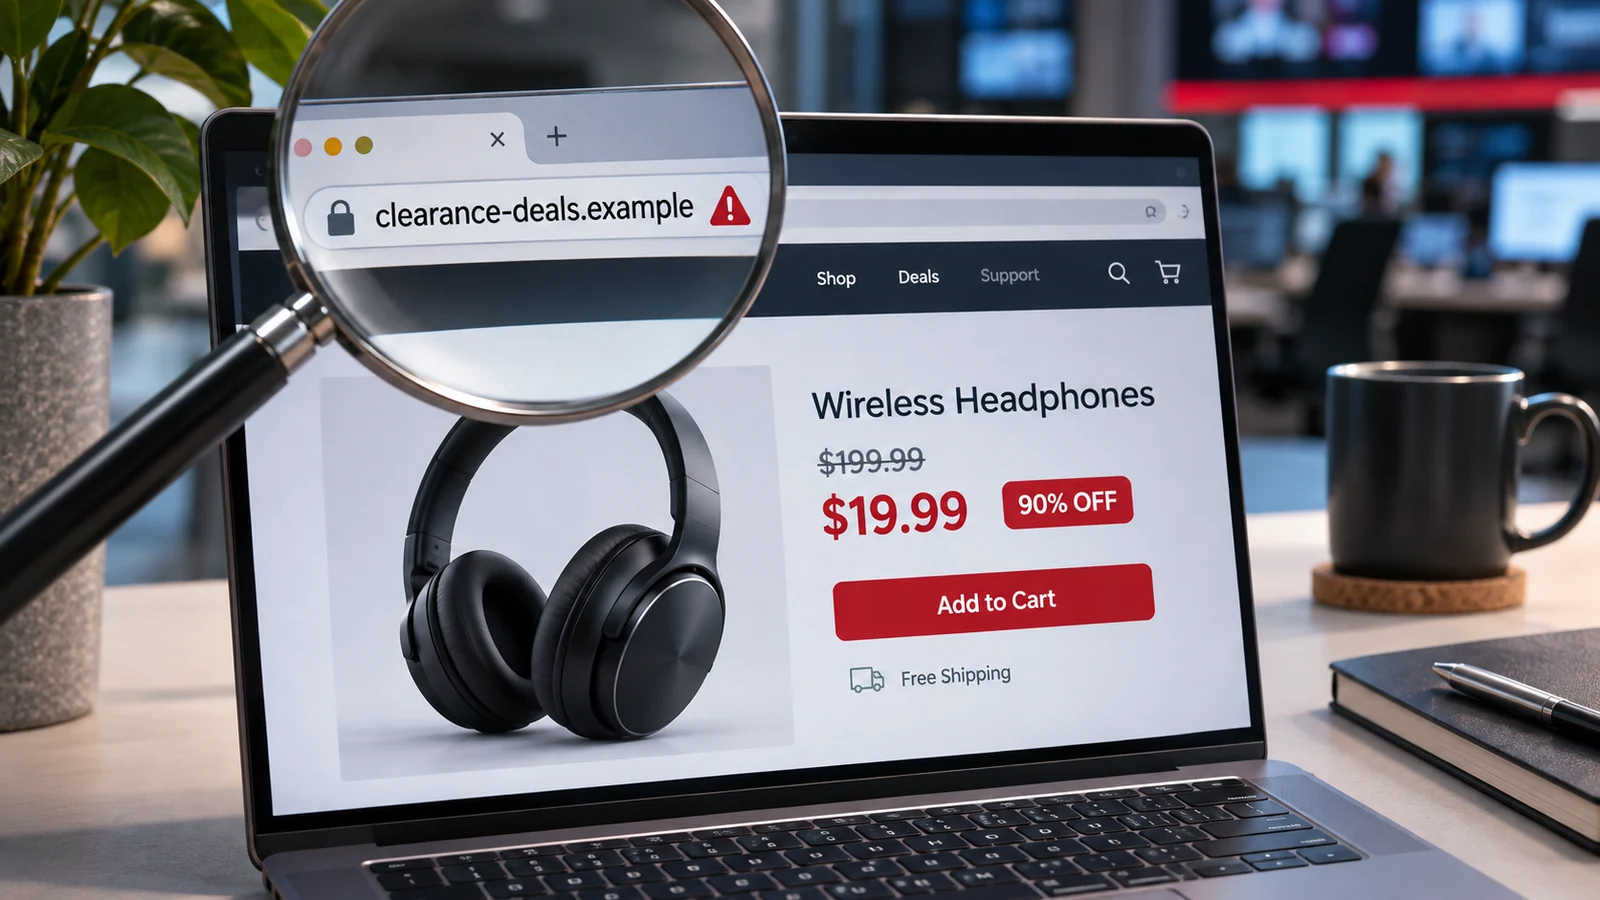 clearance-deals.example
Shop Deals Support
Wireless Headphones
$199.99
$19.99 90% OFF
Add to Cart
Free Shipping